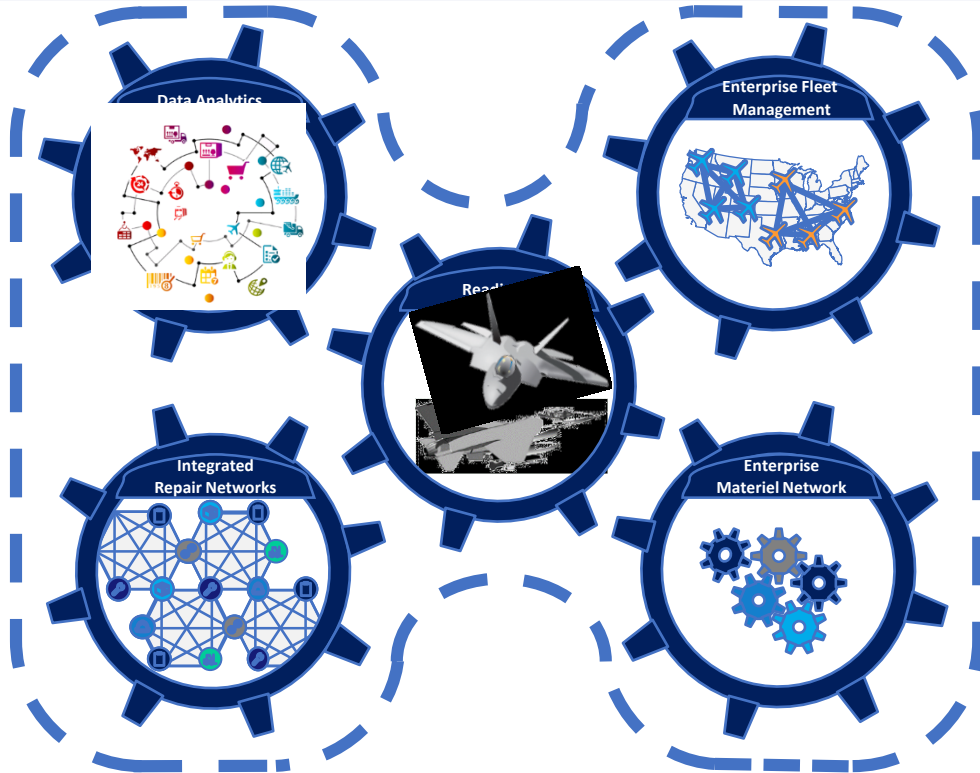 Data Analytics
Enterprise Fleet
Management
Integrated
Repair Networks
Enterprise
Materiel Network